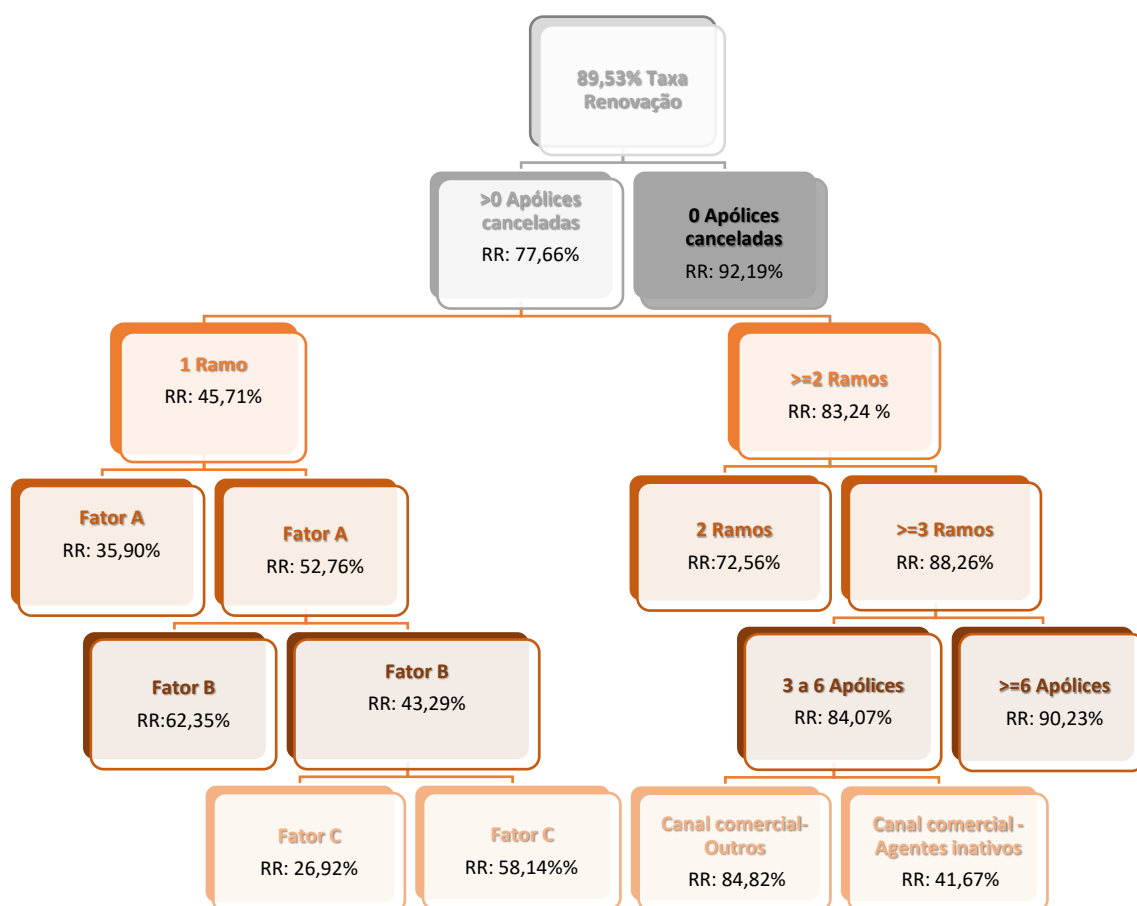 89,53% Taxa
Renovação
>0 Apólices
canceladas
RR: 77,66%
0 Apólices
canceladas
RR: 92,19%
1 Ramo
RR: 45,71%
>=2 Ramos
RR: 83,24 %
Fator A
RR: 35,90%
Fator A
RR: 52,76%
2 Ramos
RR:72,56%
>=3 Ramos
RR: 88,26%
Fator B
RR:62,35%
Fator B
RR: 43,29%
3 a 6 Apólices
RR: 84,07%
>=6 Apólices
RR: 90,23%
Fator C
RR: 26,92%
Fator C
RR: 58,14%%
Canal comercial-
Outros
RR: 84,82%
Canal comercial -
Agentes inativos
RR: 41,67%